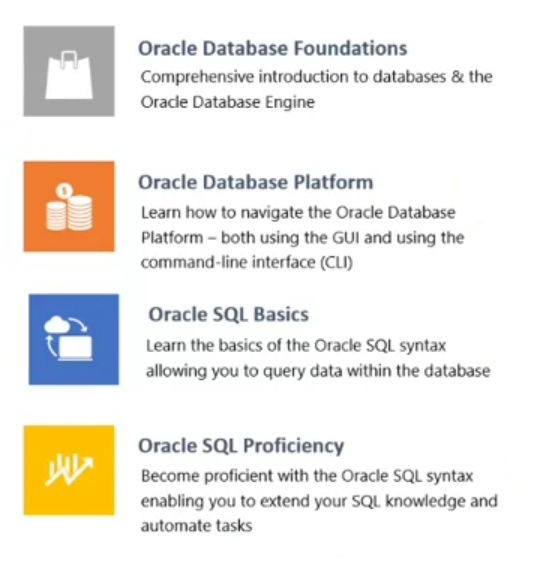 Oracle Database Foundations
Comprehensive introduction to databases & the
Oracle Database Engine
$
Oracle Database Platform
Learn how to navigate the Oracle Database
Platform – both using the GUI and using the
command-line interface (CLI)
Oracle SQL Basics
Learn the basics of the Oracle SQL syntax
allowing you to query data within the database
Oracle SQL Proficiency
Become proficient with the Oracle SQL syntax
enabling you to extend your SQL knowledge and
automate tasks